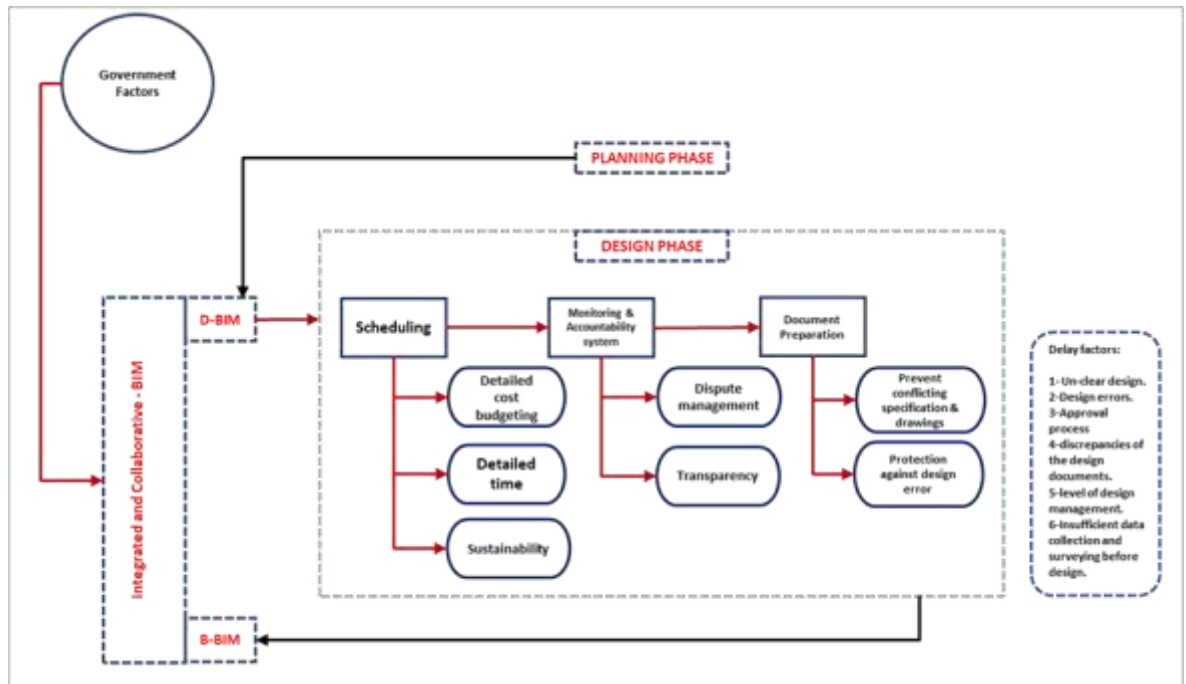 Government
Factors
PLANNING PHASE
DESIGN PHASE
Integrated and Collaborative - BIM
D-BIM
B-BIM
Scheduling
Detailed
cost
budgeting
Detailed
time
Sustainability
Monitoring &
Accountability
system
Dispute
management
Transparency
Document
Preparation
Prevent
conflicting
specification &
drawings
Protection
against design
error
Delay factors:
1- Un-clear design.
2-Design errors.
3-Approval
process
4-discrepancies of
the design
documents.
5-level of design
management.
6-Insufficient data
collection and
surveying before
design.